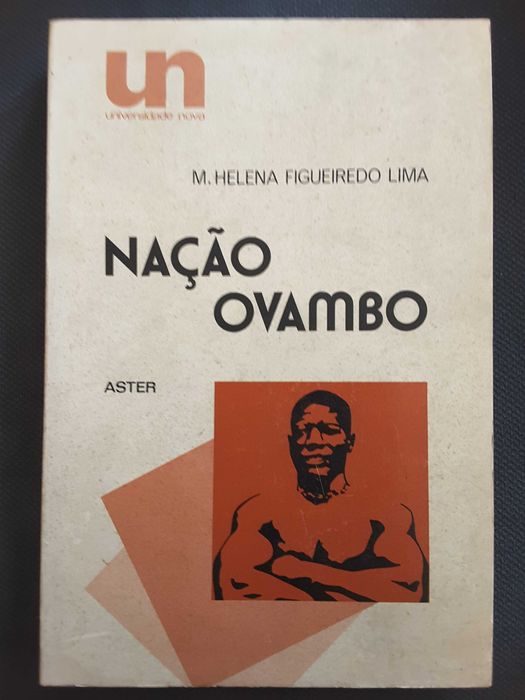 un
universidade nova
M. HELENA FIGUEIREDO LIMA
NAÇÃO
OVAMBO
ASTER